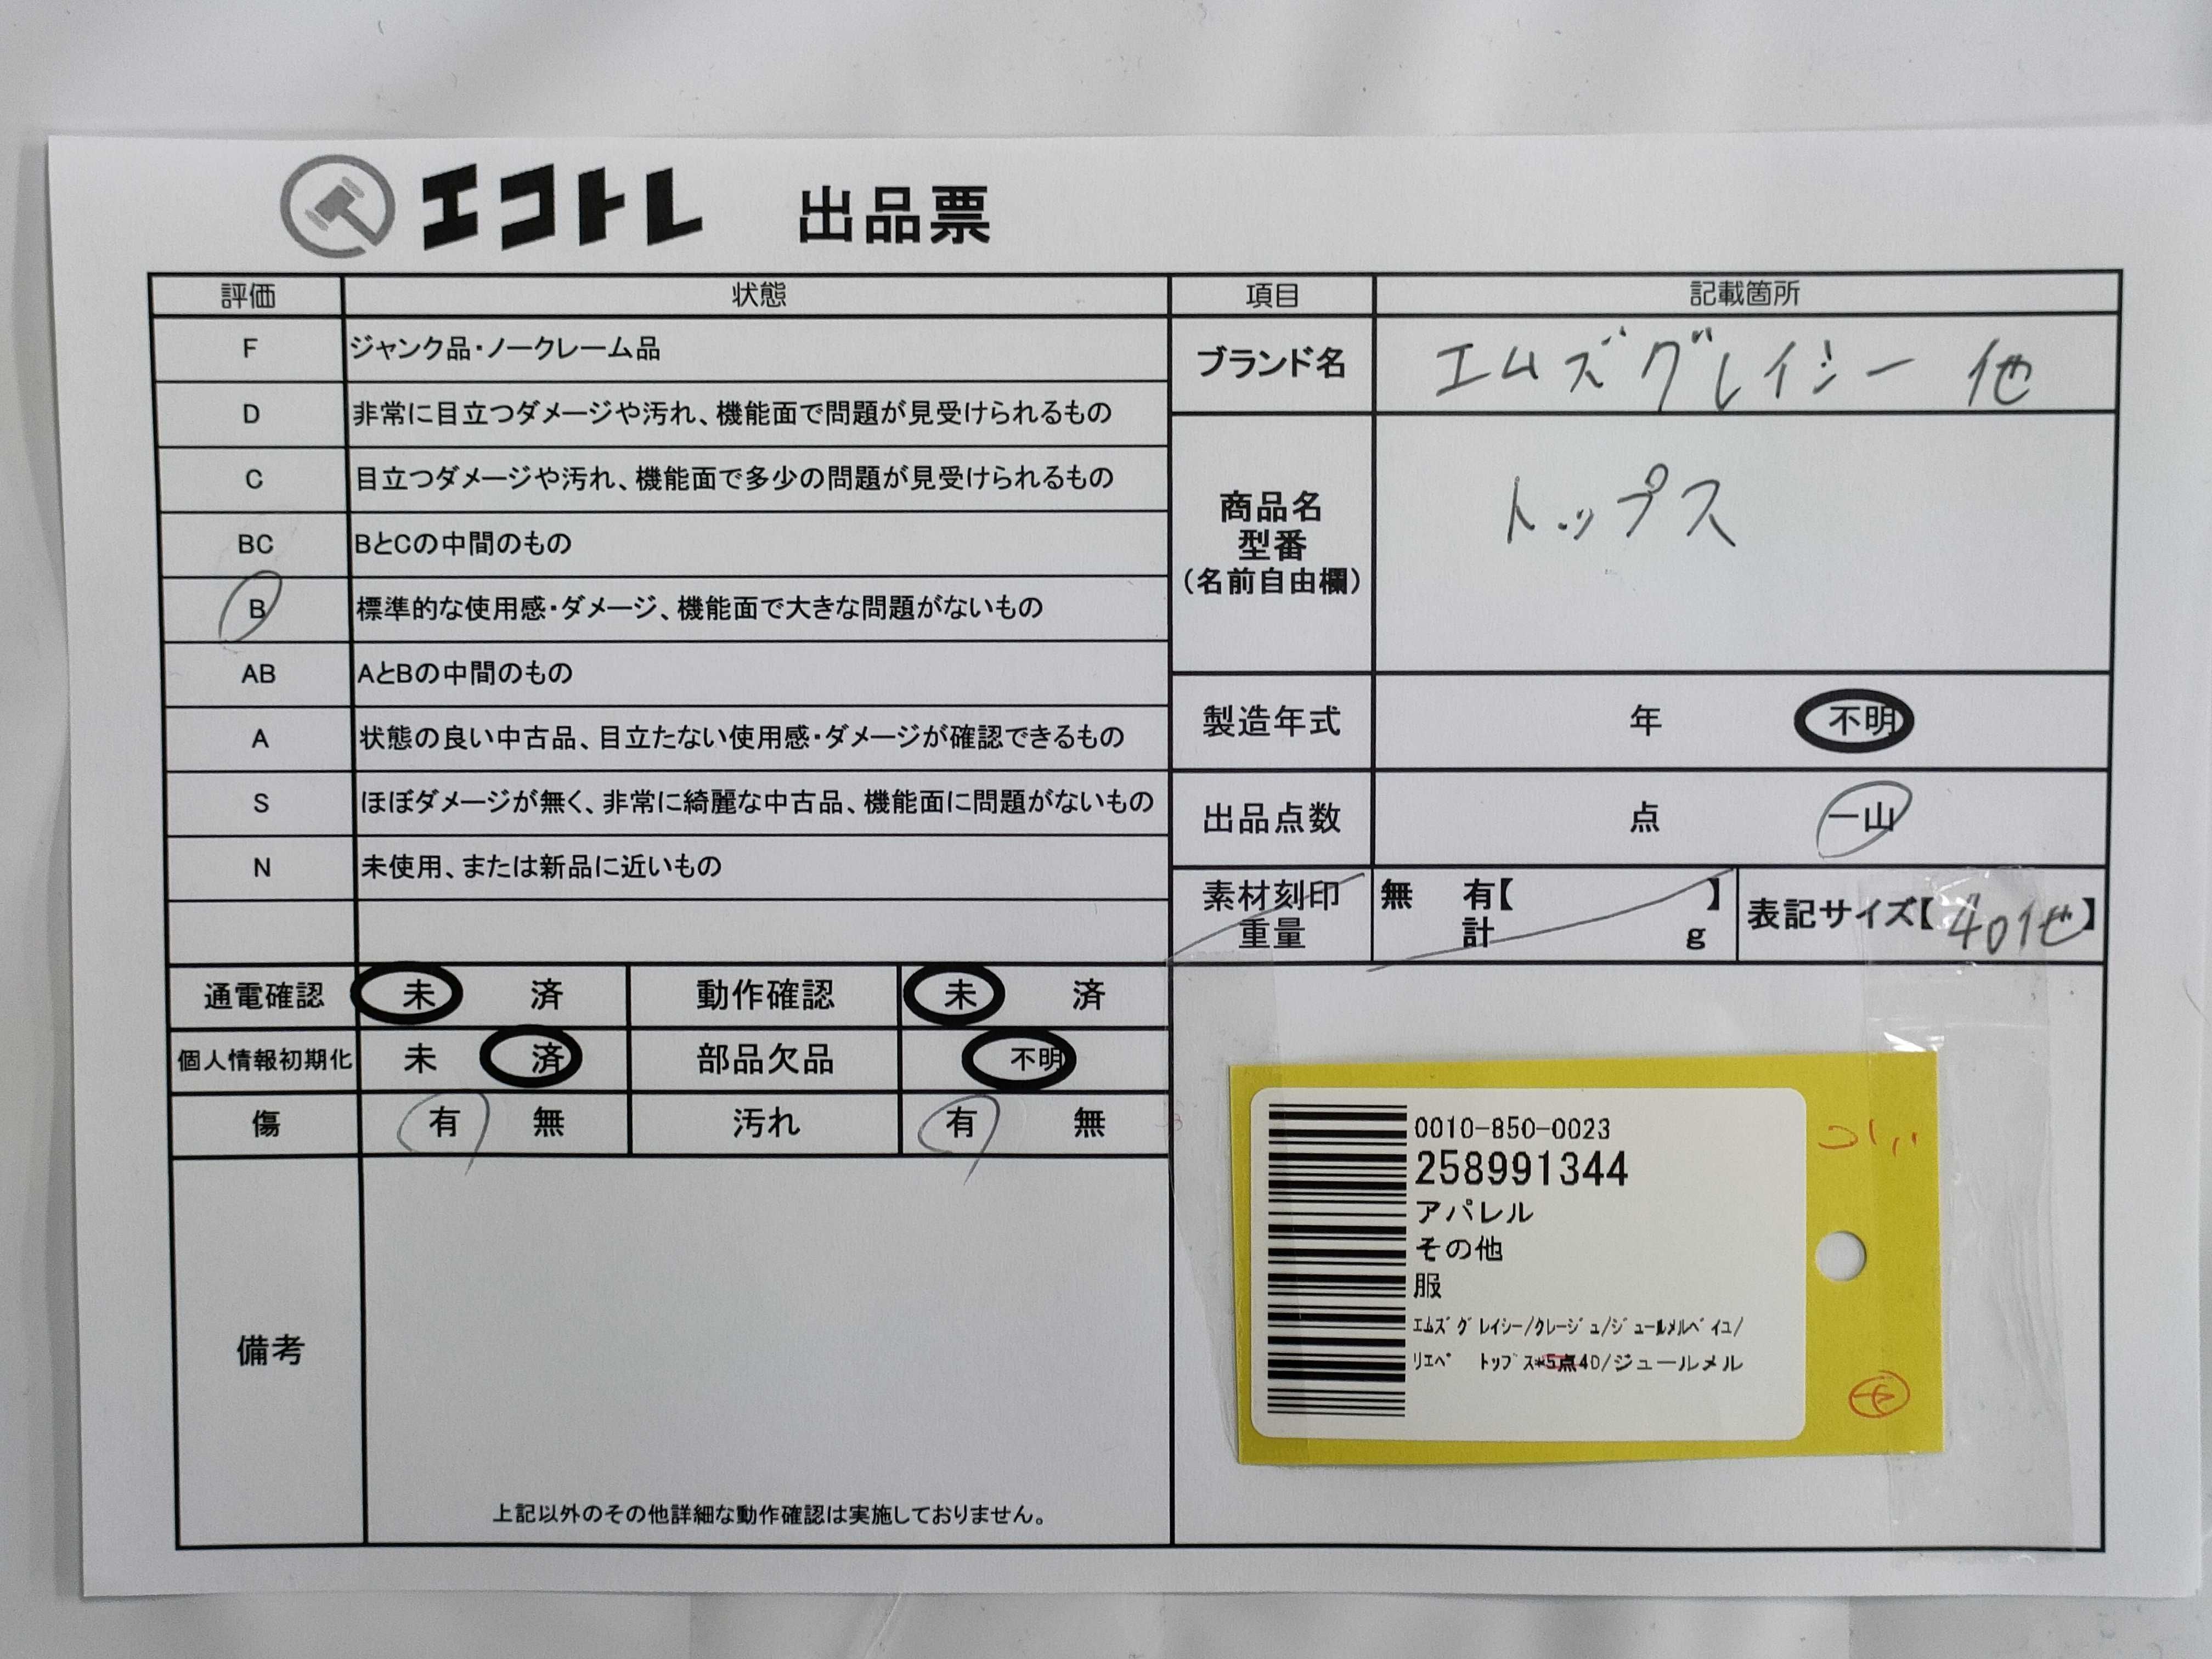 エコトレ 出品票
評価 状態 項目 記載箇所
F ジャンク品・ノークレーム品
D 非常に目立つダメージや汚れ、機能面で問題が見受けられるもの
C 目立つダメージや汚れ、機能面で多少の問題が見受けられるもの
BC BとCの中間のもの
B 標準的な使用感・ダメージ、機能面で大きな問題がないもの
AB AとBの中間のもの
A 状態の良い中古品、目立たない使用感・ダメージが確認できるもの
S ほぼダメージが無く、非常に綺麗な中古品、機能面に問題がないもの
N 未使用、または新品に近いもの
ブランド名 エムズグレイシー 他
商品名
型番
(名前自由欄)
トップス
製造年式 年 不明
出品点数 点 一山
素材刻印 無 有【 】
重量 計 g
表記サイズ【40他】
通電確認 未 済 動作確認 未 済
個人情報初期化 未 済 部品欠品 不明
傷 有 無 汚れ 有 無
備考
上記以外のその他詳細な動作確認は実施しておりません。
0010-850-0023
258991344
アパレル
その他
服
エムズグレイシー/クレージュ/ジュールメルベイユ/
リエベ トップス*5点40/ジュールメル